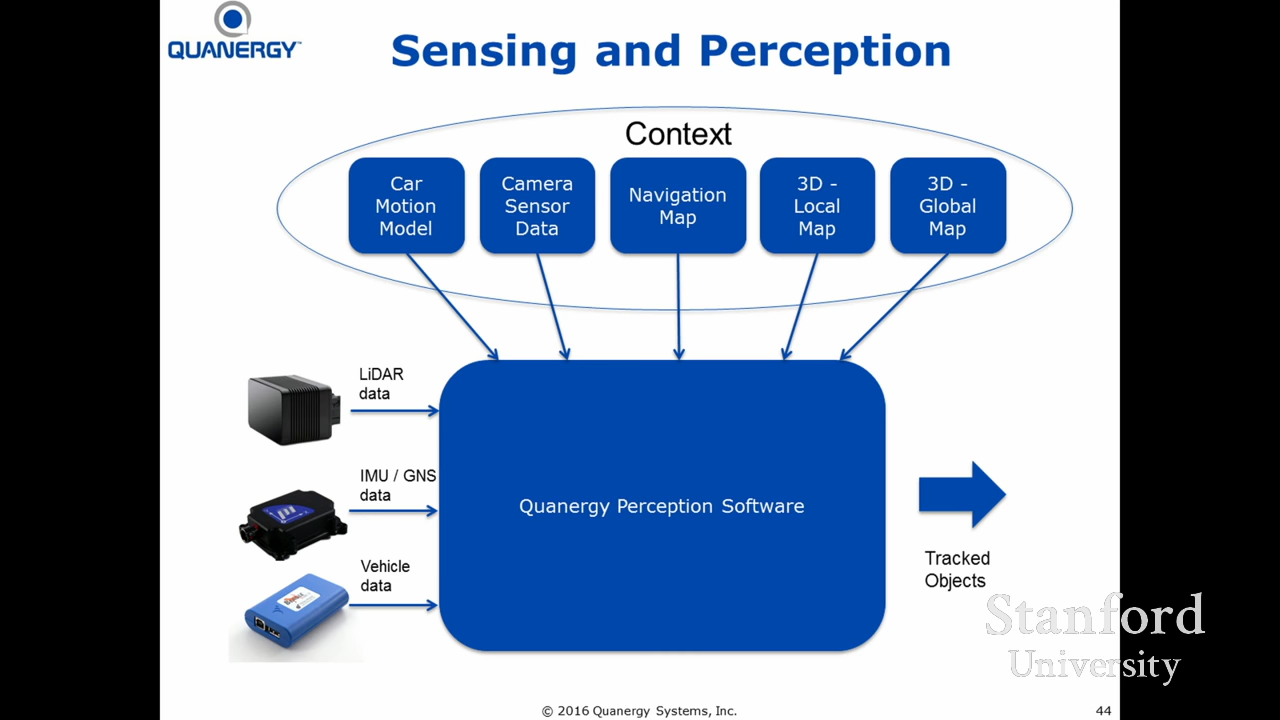 QUANERGY™
Sensing and Perception
Context
Car
Motion
Model
Camera
Sensor
Data
Navigation
Map
3D -
Local
Map
3D -
Global
Map
LiDAR
data
IMU / GNS
data
Vehicle
data
Quanergy Perception Software
Tracked
Objects
Stanford
University
© 2016 Quanergy Systems, Inc.
44